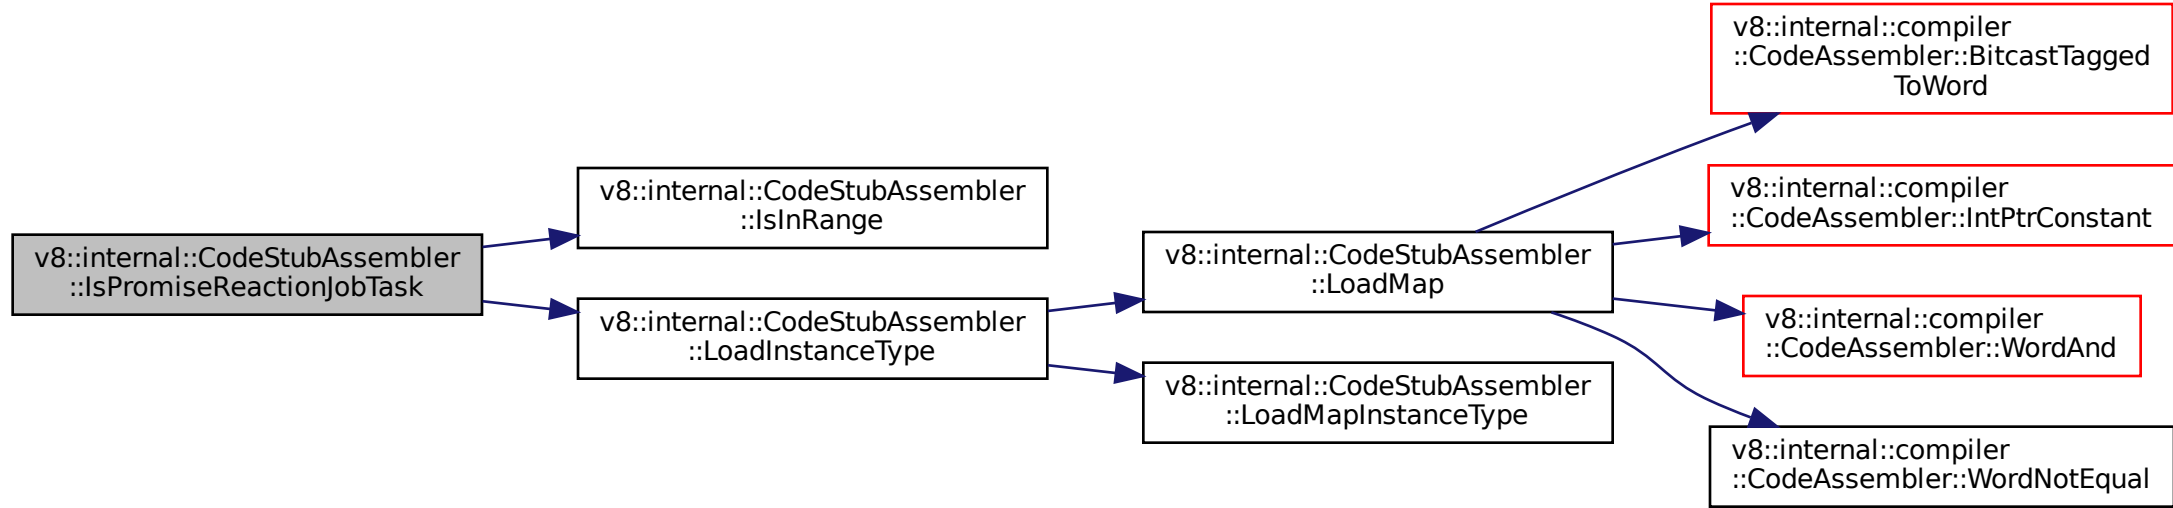 v8::internal::CodeStubAssembler
::IsPromiseReactionJobTask
v8::internal::CodeStubAssembler
::IsInRange
v8::internal::CodeStubAssembler
::LoadInstanceType
v8::internal::CodeStubAssembler
::LoadMap
v8::internal::CodeStubAssembler
::LoadMapInstanceType
v8::internal::compiler
::CodeAssembler::BitcastTagged
ToWord
v8::internal::compiler
::CodeAssembler::IntPtrConstant
v8::internal::compiler
::CodeAssembler::WordAnd
v8::internal::compiler
::CodeAssembler::WordNotEqual